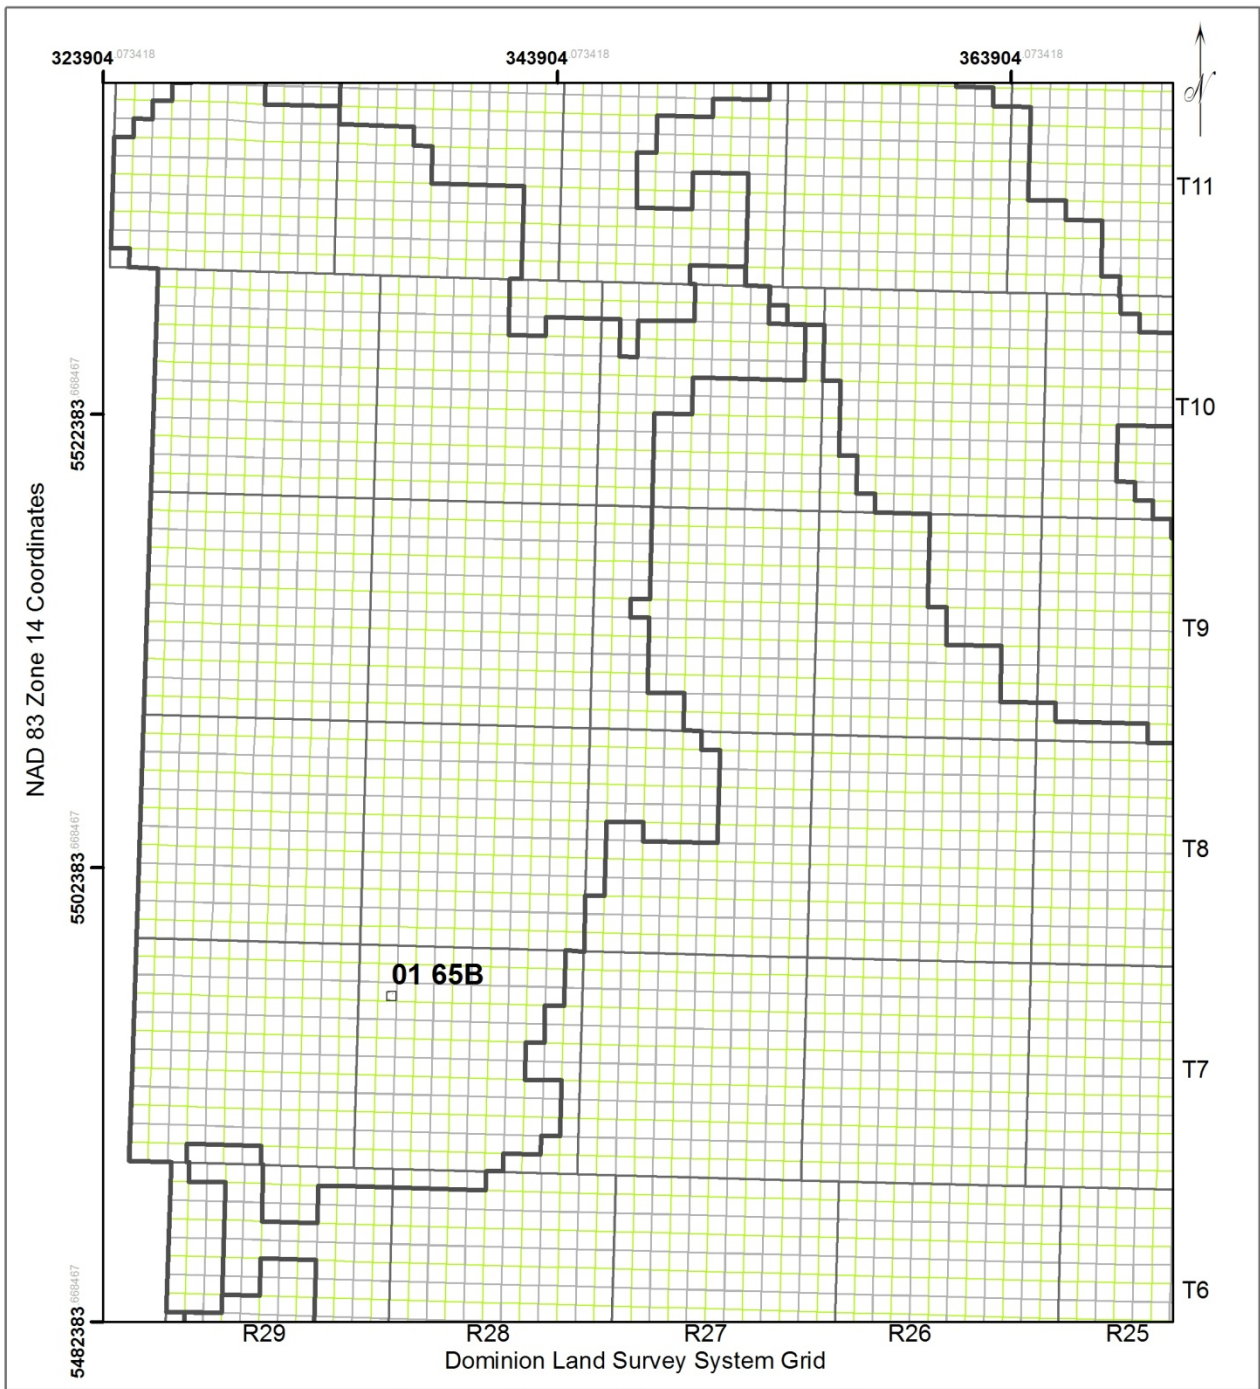 323904.073418 343904.073418 363904.073418
N
T11
5522383.668467
T10
NAD 83 Zone 14 Coordinates
T9
5502383.668467
T8
01 65B
T7
5482383.668467
T6
R29 R28 R27 R26 R25
Dominion Land Survey System Grid